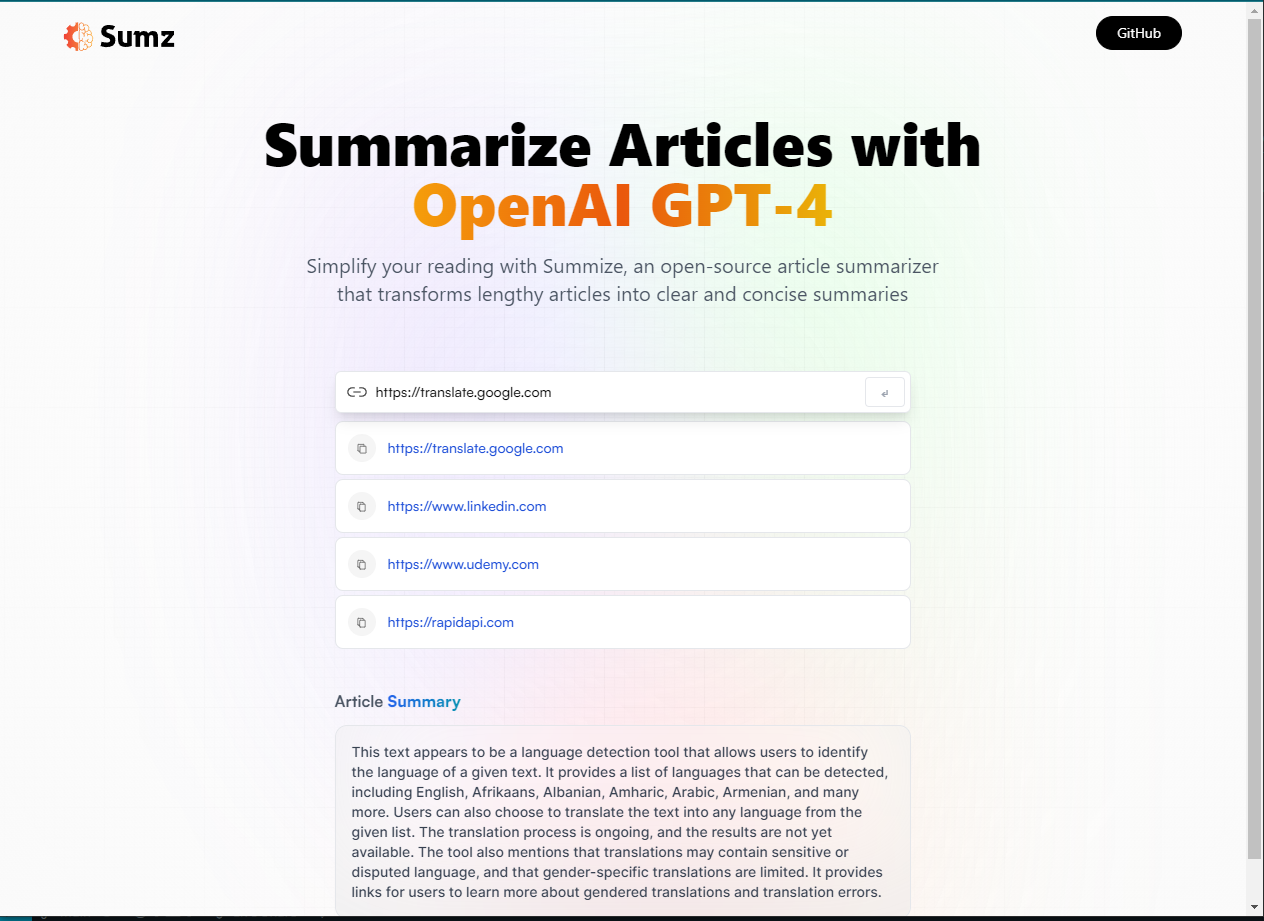 Sumz
GitHub
Summarize Articles with
OpenAI GPT-4
Simplify your reading with Summize, an open-source article summarizer
that transforms lengthy articles into clear and concise summaries
https://translate.google.com
https://translate.google.com
https://www.linkedin.com
https://www.udemy.com
https://rapidapi.com
Article Summary
This text appears to be a language detection tool that allows users to identify
the language of a given text. It provides a list of languages that can be detected,
including English, Afrikaans, Albanian, Amharic, Arabic, Armenian, and many
more. Users can also choose to translate the text into any language from the
given list. The translation process is ongoing, and the results are not yet
available. The tool also mentions that translations may contain sensitive or
disputed language, and that gender-specific translations are limited. It provides
links for users to learn more about gendered translations and translation errors.